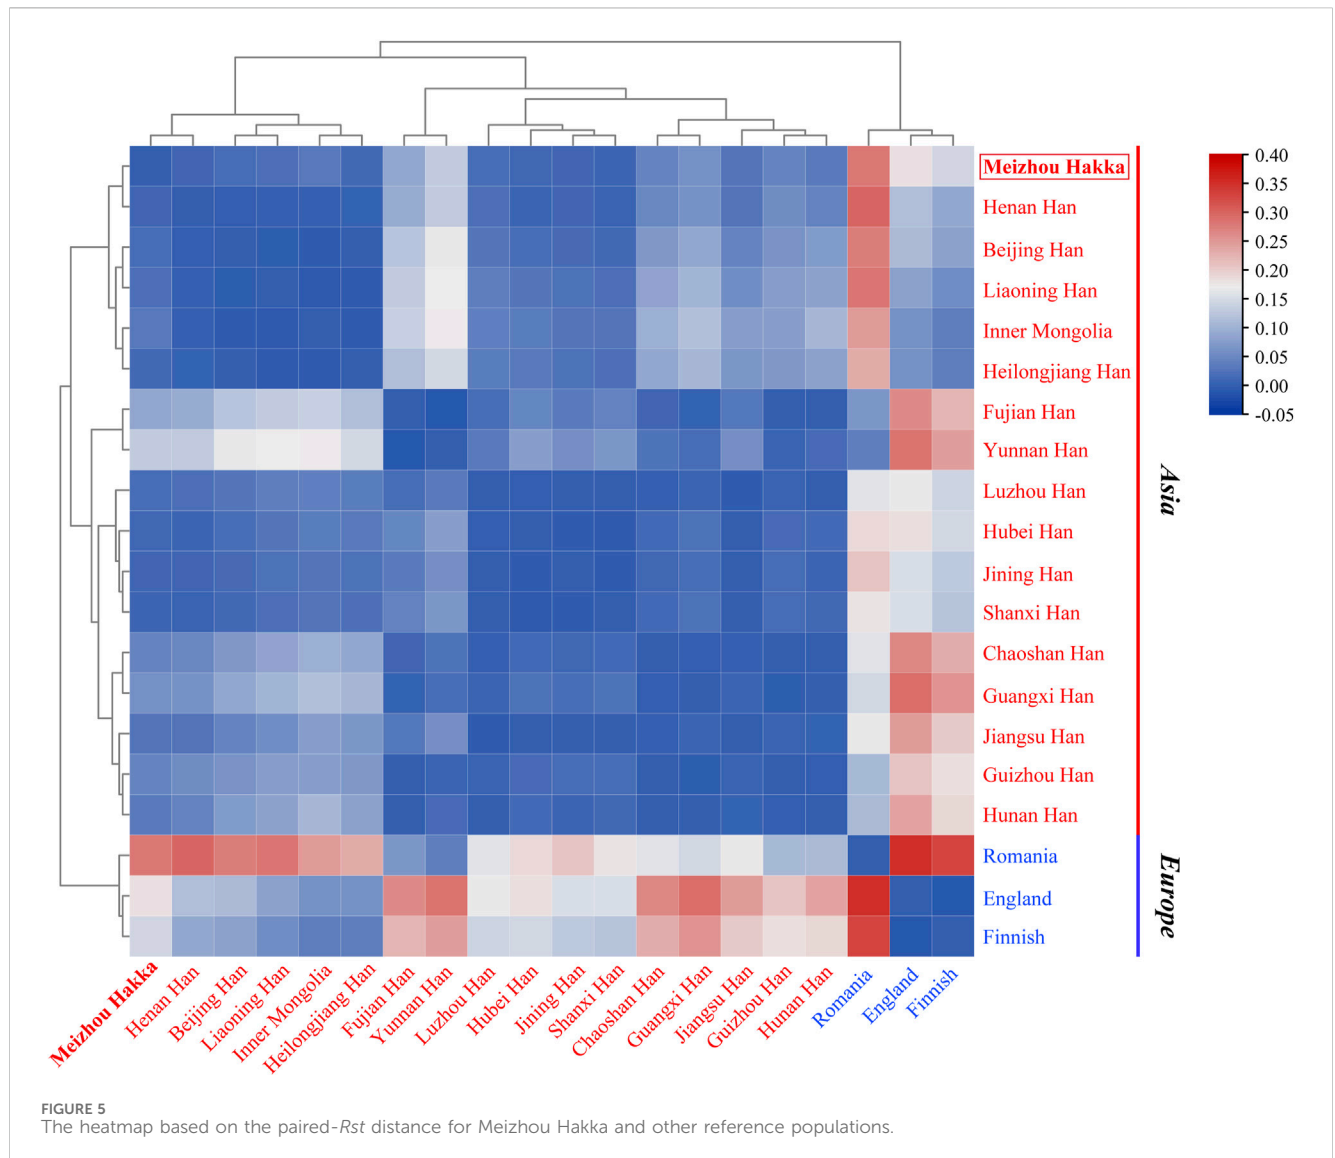 Meizhou Hakka
Henan Han
Beijing Han
Liaoning Han
Inner Mongolia
Heilongjiang Han
Fujian Han
Yunnan Han
Luzhou Han
Hubei Han
Jining Han
Shanxi Han
Chaoshan Han
Guangxi Han
Jiangsu Han
Guizhou Han
Hunan Han
Romania
England
Finnish
Asia
Europe
0.40
0.35
0.30
0.25
0.20
0.15
0.10
0.05
0.00
-0.05
Meizhou Hakka
Henan Han
Beijing Han
Liaoning Han
Inner Mongolia
Heilongjiang Han
Fujian Han
Yunnan Han
Luzhou Han
Hubei Han
Jining Han
Shanxi Han
Chaoshan Han
Guangxi Han
Jiangsu Han
Guizhou Han
Hunan Han
Romania
England
Finnish
FIGURE 5
The heatmap based on the paired-Rst distance for Meizhou Hakka and other reference populations.